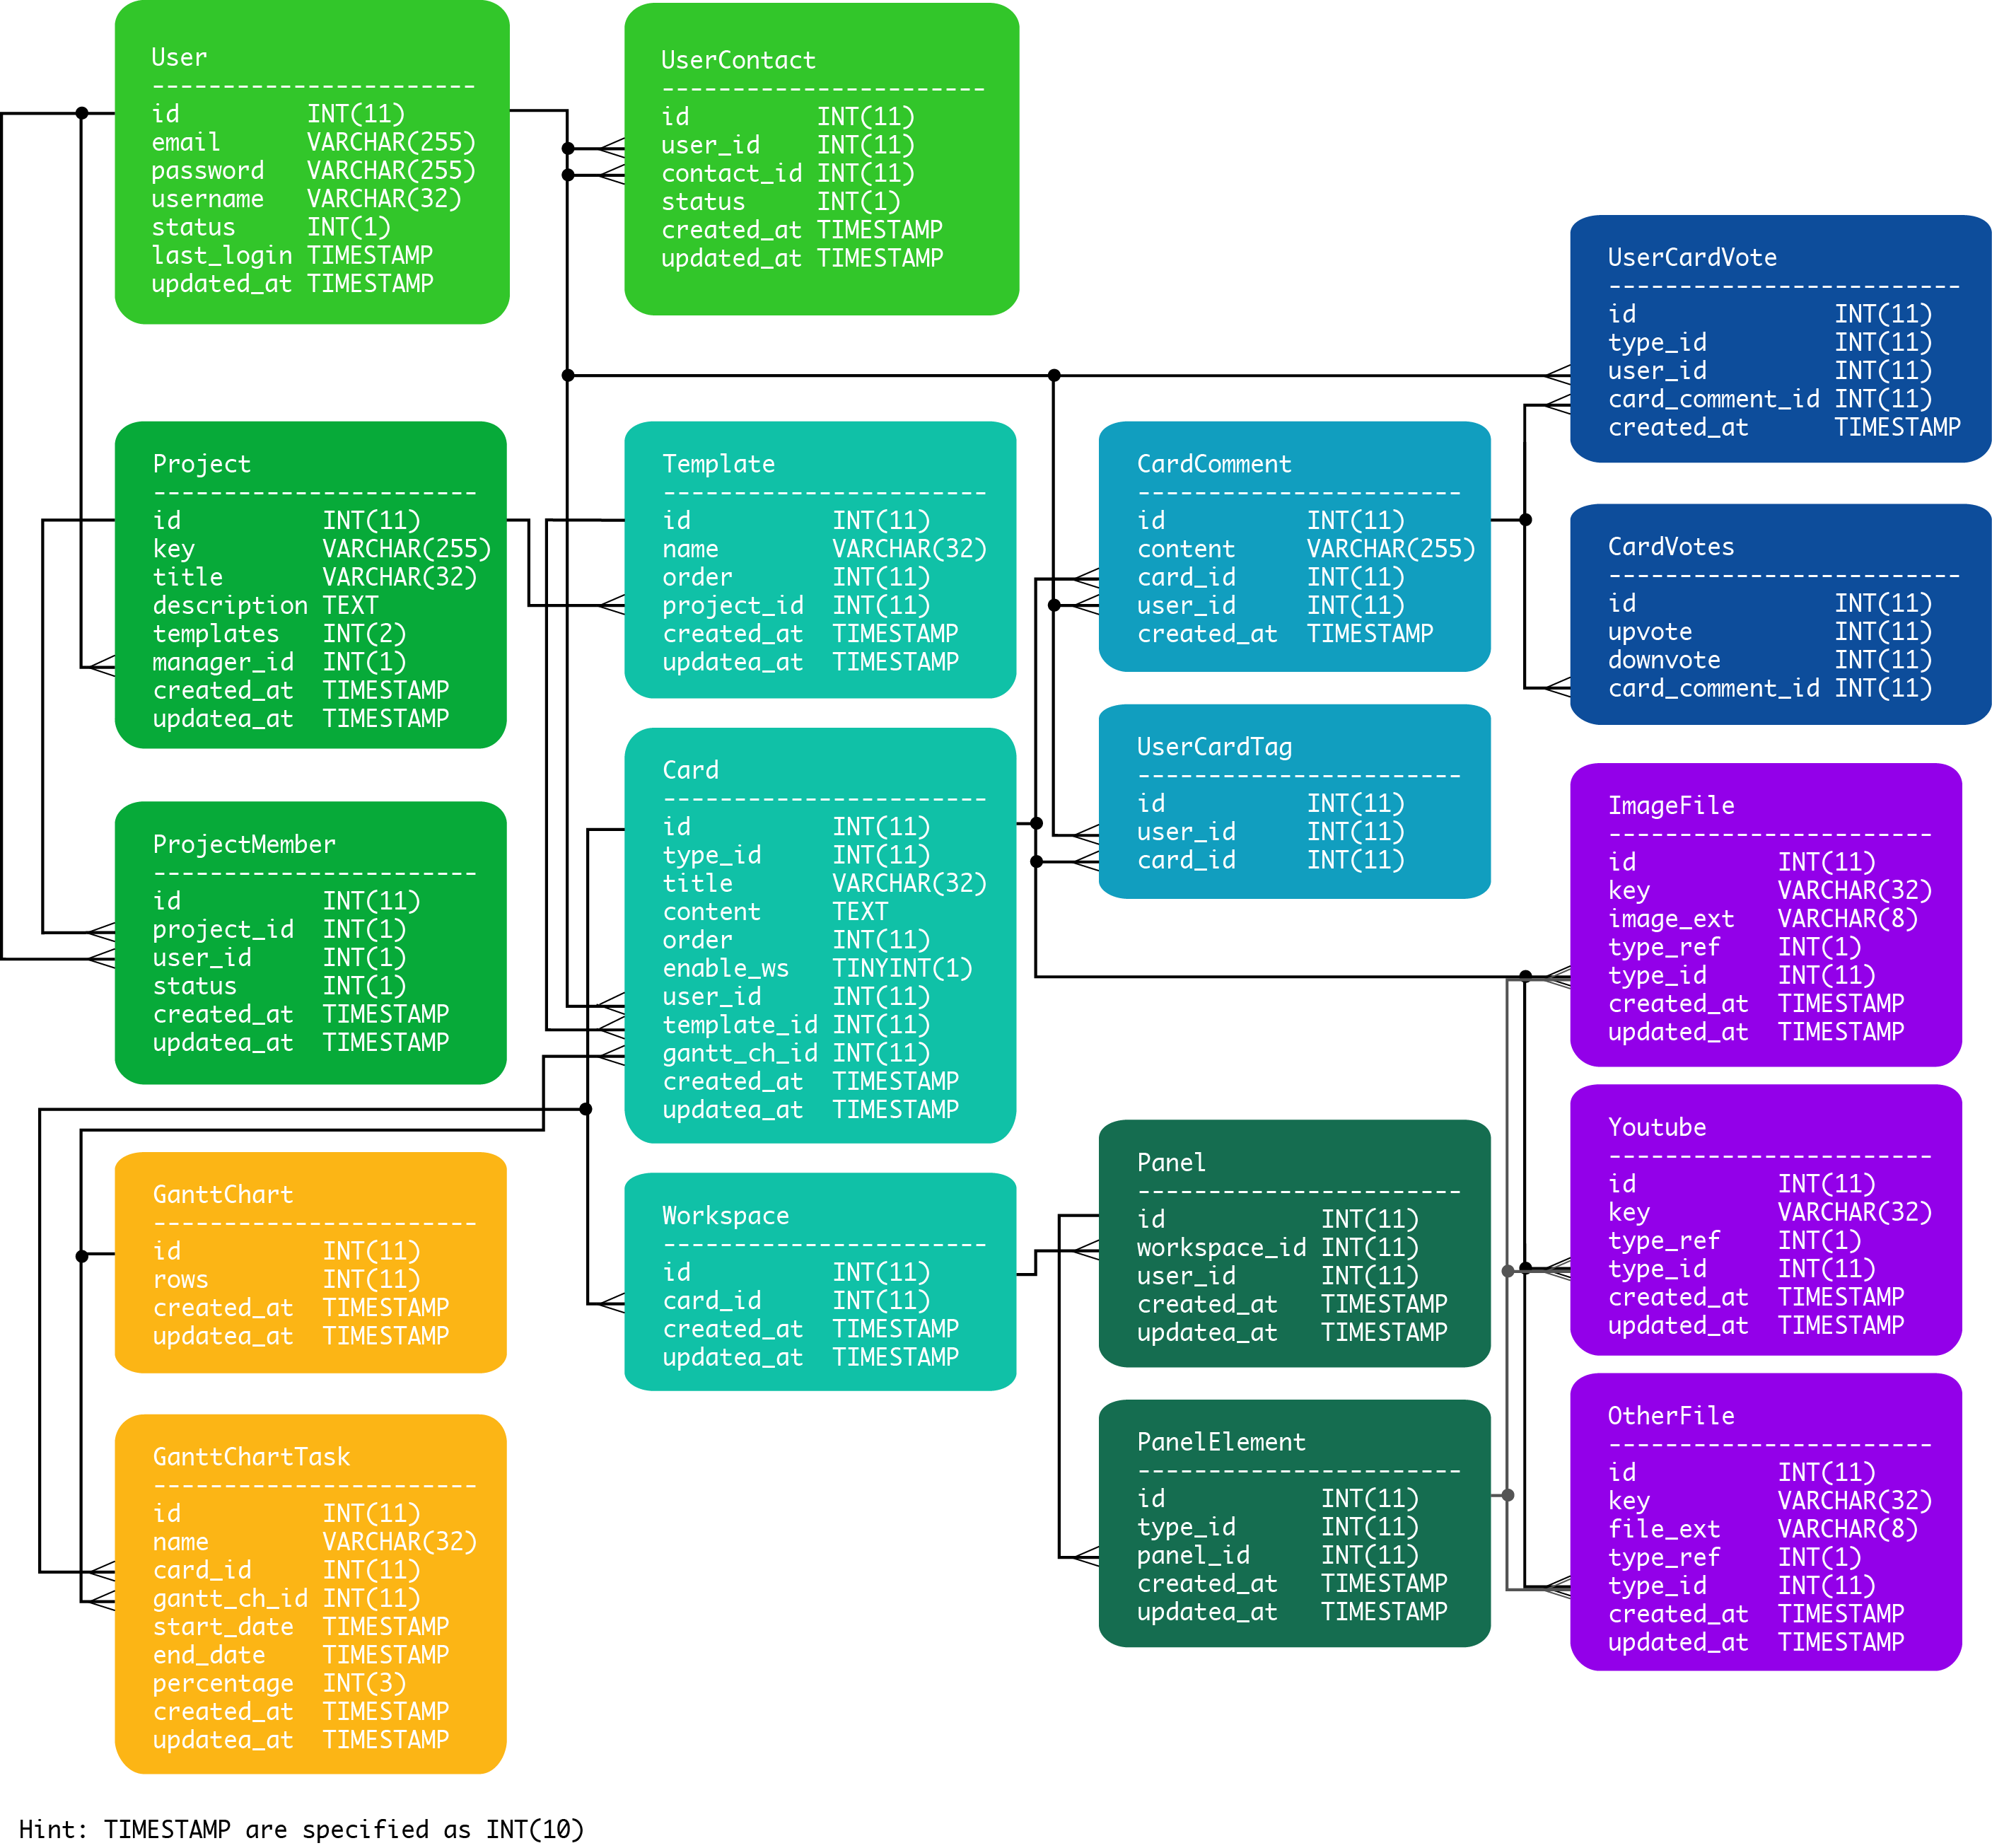 User
-----------------------
id         INT(11)
email      VARCHAR(255)
password   VARCHAR(255)
username   VARCHAR(32)
status     INT(1)
last_login TIMESTAMP
updated_at TIMESTAMP
UserContact
-----------------------
id         INT(11)
user_id    INT(11)
contact_id INT(11)
status     INT(1)
created_at TIMESTAMP
updated_at TIMESTAMP
UserCardVote
-------------------------
id              INT(11)
type_id         INT(11)
user_id         INT(11)
card_comment_id INT(11)
created_at      TIMESTAMP
Project
-----------------------
id          INT(11)
key         VARCHAR(255)
title       VARCHAR(32)
description TEXT
templates   INT(2)
manager_id  INT(1)
created_at  TIMESTAMP
updatea_at  TIMESTAMP
Template
-----------------------
id          INT(11)
name        VARCHAR(32)
order       INT(11)
project_id  INT(11)
created_at  TIMESTAMP
updatea_at  TIMESTAMP
CardComment
-----------------------
id          INT(11)
content     VARCHAR(255)
card_id     INT(11)
user_id     INT(11)
created_at  TIMESTAMP
CardVotes
-------------------------
id              INT(11)
upvote          INT(11)
downvote        INT(11)
card_comment_id INT(11)
ProjectMember
-----------------------
id          INT(11)
project_id  INT(1)
user_id     INT(1)
status      INT(1)
created_at  TIMESTAMP
updatea_at  TIMESTAMP
Card
-----------------------
id          INT(11)
type_id     INT(11)
title       VARCHAR(32)
content     TEXT
order       INT(11)
enable_ws   TINYINT(1)
user_id     INT(11)
template_id INT(11)
gantt_ch_id INT(11)
created_at  TIMESTAMP
updatea_at  TIMESTAMP
UserCardTag
-----------------------
id          INT(11)
user_id     INT(11)
card_id     INT(11)
ImageFile
-----------------------
id          INT(11)
key         VARCHAR(32)
image_ext   VARCHAR(8)
type_ref    INT(1)
type_id     INT(11)
created_at  TIMESTAMP
updated_at  TIMESTAMP
GanttChart
-----------------------
id          INT(11)
rows        INT(11)
created_at  TIMESTAMP
updatea_at  TIMESTAMP
Workspace
-----------------------
id          INT(11)
card_id     INT(11)
created_at  TIMESTAMP
updatea_at  TIMESTAMP
Panel
-----------------------
id           INT(11)
workspace_id INT(11)
user_id      INT(11)
created_at   TIMESTAMP
updatea_at   TIMESTAMP
Youtube
-----------------------
id          INT(11)
key         VARCHAR(32)
type_ref    INT(1)
type_id     INT(11)
created_at  TIMESTAMP
updated_at  TIMESTAMP
GanttChartTask
-----------------------
id          INT(11)
name        VARCHAR(32)
card_id     INT(11)
gantt_ch_id INT(11)
start_date  TIMESTAMP
end_date    TIMESTAMP
percentage  INT(3)
created_at  TIMESTAMP
updatea_at  TIMESTAMP
PanelElement
-----------------------
id           INT(11)
type_id      INT(11)
panel_id     INT(11)
created_at   TIMESTAMP
updatea_at   TIMESTAMP
OtherFile
-----------------------
id          INT(11)
key         VARCHAR(32)
file_ext    VARCHAR(8)
type_ref    INT(1)
type_id     INT(11)
created_at  TIMESTAMP
updated_at  TIMESTAMP
Hint: TIMESTAMP are specified as INT(10)